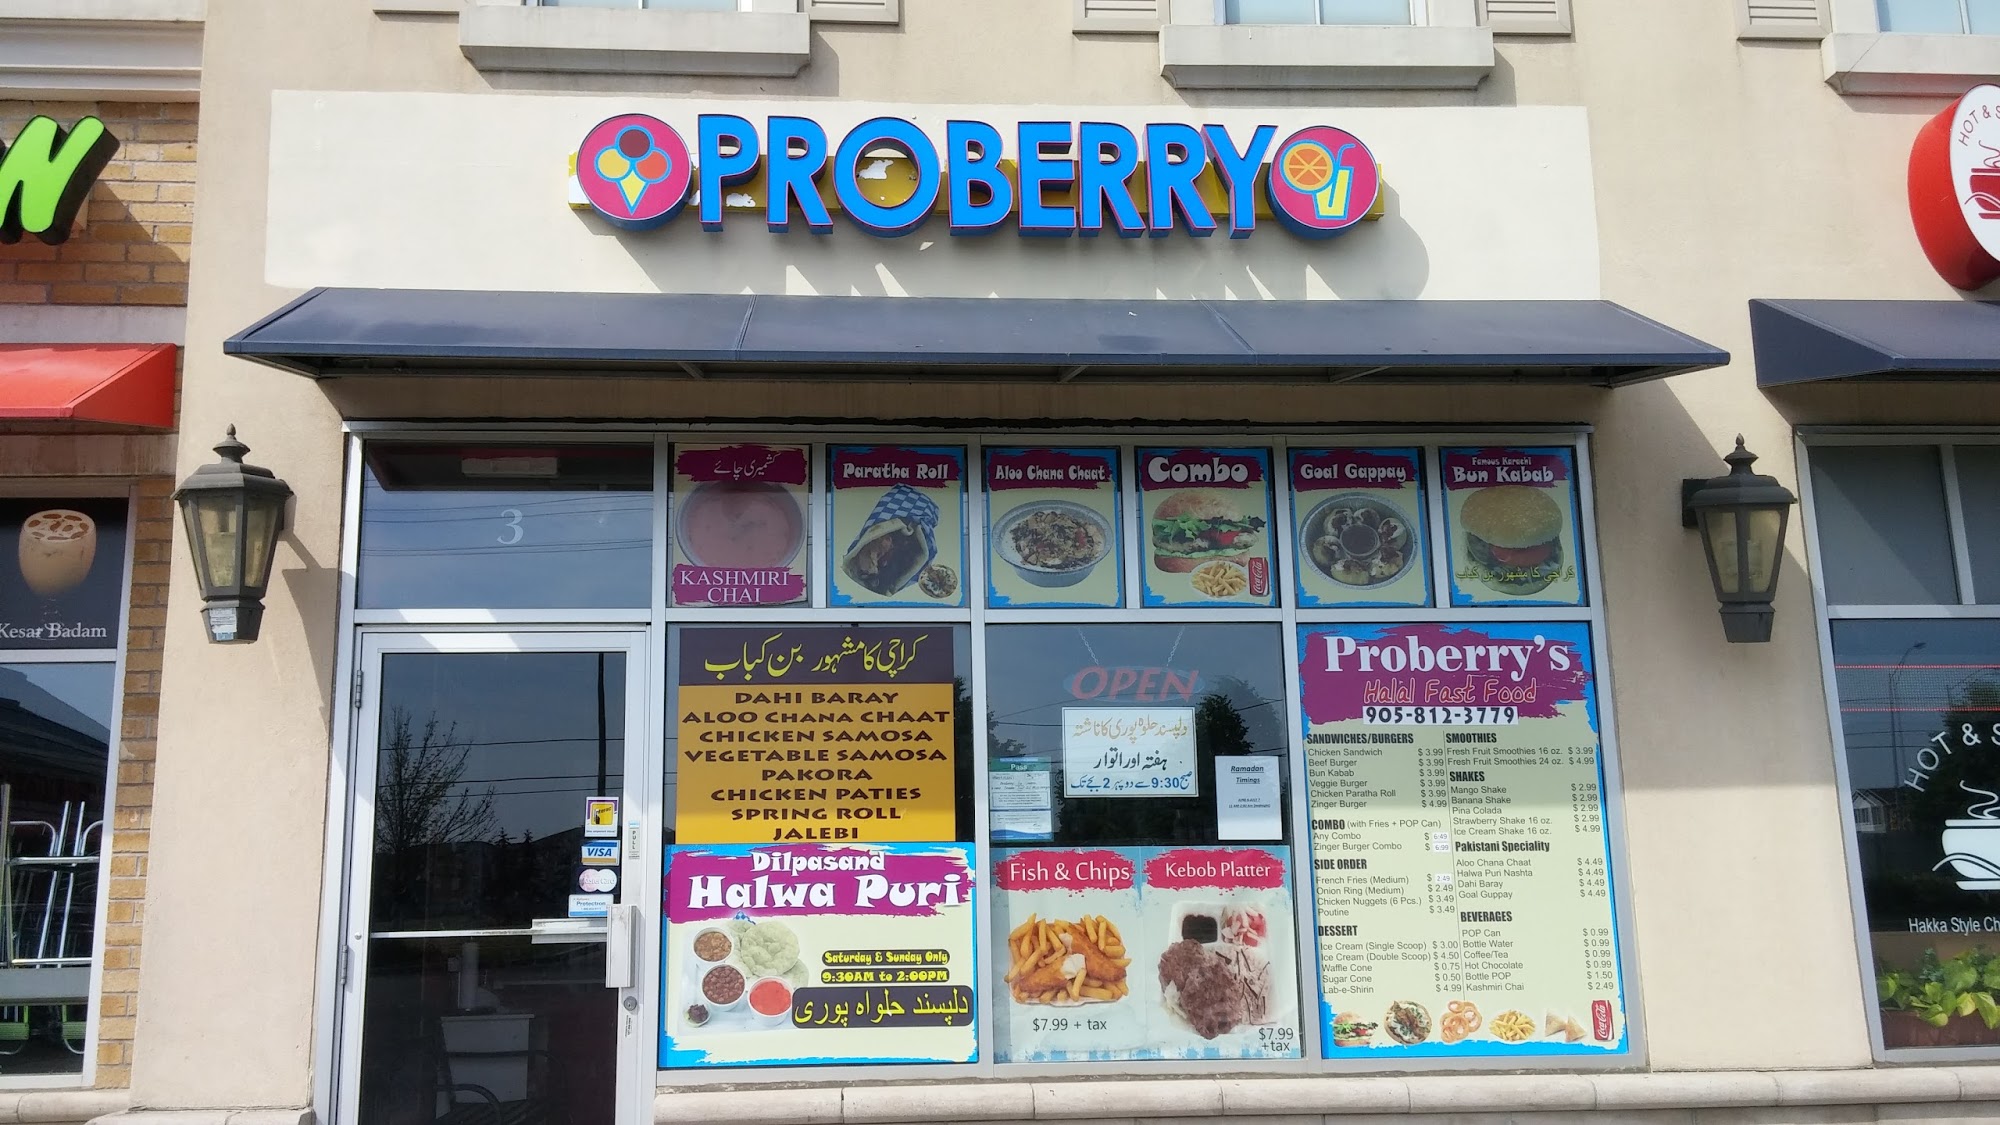 N
PROBERRY
HOT & S
3
Kesar Badam
کشمیری چائے
KASHMIRI
CHAI
Paratha Roll
Aloo Chana Chaat
Combo
Goal Gappay
Famous Karachi
Bun Kabab
کراچی کا مشہور بن کباب
کراچی کا مشہور بن کباب
DAHI BARAY
ALOO CHANA CHAAT
CHICKEN SAMOSA
VEGETABLE SAMOSA
PAKORA
CHICKEN PATIES
SPRING ROLL
JALEBI
Dilpasand
Halwa Puri
Saturday & Sunday Only
9:30AM to 2:00PM
دلپسند حلواہ پوری
PULL
VISA
OPEN
دلپسند حلوہ پوری کا ناشتہ
ہفتہ اور اتوار
صبح 9:30 سے دوپہر 2 بجے تک
Pass
Ramadan
Timings
Fish & Chips
$7.99 + tax
Kebob Platter
$7.99
+tax
Proberry's
Halal Fast Food
905-812-3779
SANDWICHES/BURGERS
Chicken Sandwich $ 3.99
Beef Burger $ 3.99
Bun Kabab $ 3.99
Veggie Burger $ 3.99
Chicken Paratha Roll $ 3.99
Zinger Burger $ 4.99
COMBO (with Fries + POP Can)
Any Combo $ 6.49
Zinger Burger Combo $ 6.99
SIDE ORDER
French Fries (Medium) $ 2.49
Onion Ring (Medium) $ 2.49
Chicken Nuggets (6 Pcs.) $ 3.49
Poutine $ 3.49
DESSERT
Ice Cream (Single Scoop) $ 3.00
Ice Cream (Double Scoop) $ 4.50
Waffle Cone $ 0.75
Sugar Cone $ 0.50
Lab-e-Shirin $ 4.99
SMOOTHIES
Fresh Fruit Smoothies 16 oz. $ 3.99
Fresh Fruit Smoothies 24 oz. $ 4.99
SHAKES
Mango Shake $ 2.99
Banana Shake $ 2.99
Pina Colada $ 2.99
Strawberry Shake 16 oz. $ 2.99
Ice Cream Shake 16 oz. $ 4.99
Pakistani Speciality
Aloo Chana Chaat $ 4.49
Halwa Puri Nashta $ 4.49
Dahi Baray $ 4.49
Goal Guppay $ 4.49
BEVERAGES
POP Can $ 0.99
Bottle Water $ 0.99
Coffee/Tea $ 0.99
Hot Chocolate $ 0.99
Bottle POP $ 1.50
Kashmiri Chai $ 2.49
HOT & S
Hakka Style Ch